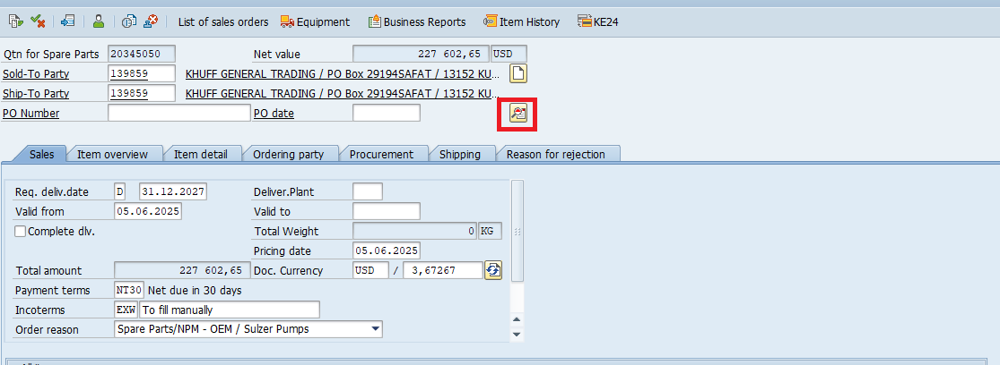 List of sales orders Equipment Business Reports Item History KE24
Qtn for Spare Parts 20345050 Net value 227 602,65 USD
Sold-To Party 139859 KHUFF GENERAL TRADING / PO Box 29194SAFAT / 13152 KU...
Ship-To Party 139859 KHUFF GENERAL TRADING / PO Box 29194SAFAT / 13152 KU...
PO Number PO date
Sales Item overview Item detail Ordering party Procurement Shipping Reason for rejection
Req. deliv.date D 31.12.2027 Deliver.Plant
Valid from 05.06.2025 Valid to
Complete dlv. Total Weight 0 KG
Pricing date 05.06.2025
Total amount 227 602,65 Doc. Currency USD / 3,67267
Payment terms NT30 Net due in 30 days
Incoterms EXW To fill manually
Order reason Spare Parts/NPM - OEM / Sulzer Pumps